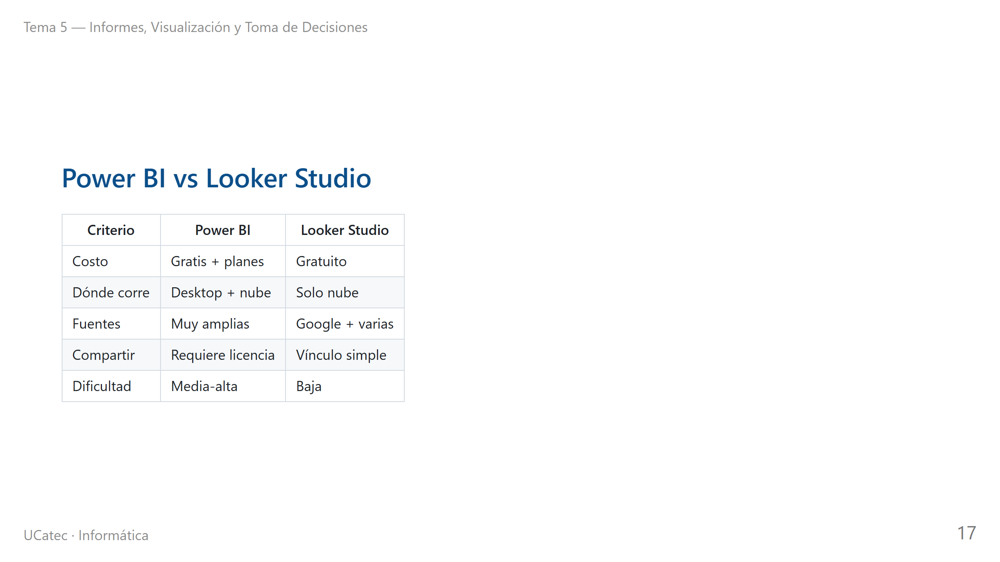 Tema 5 — Informes, Visualización y Toma de Decisiones
Power BI vs Looker Studio
Criterio Power BI Looker Studio
Costo Gratis + planes Gratuito
Dónde corre Desktop + nube Solo nube
Fuentes Muy amplias Google + varias
Compartir Requiere licencia Vínculo simple
Dificultad Media-alta Baja
UCatec · Informática
17